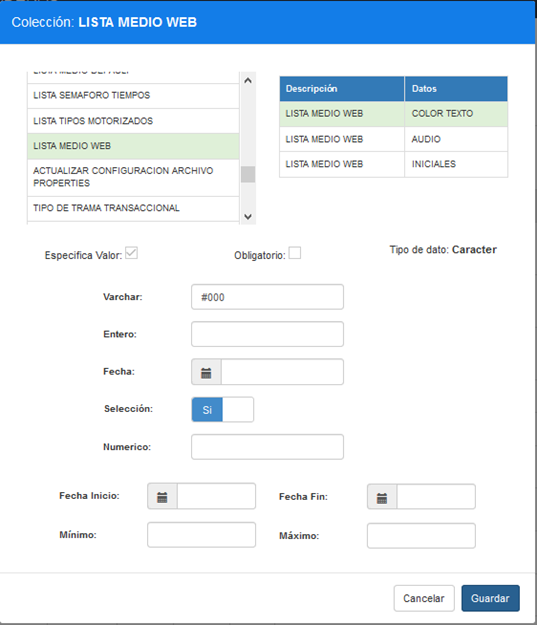 Colección: LISTA MEDIO WEB
LISTA MEDIO DEFAULT
LISTA SEMAFORO TIEMPOS
LISTA TIPOS MOTORIZADOS
LISTA MEDIO WEB
ACTUALIZAR CONFIGURACION ARCHIVO
PROPERTIES
TIPO DE TRAMA TRANSACCIONAL
Descripción Datos
LISTA MEDIO WEB COLOR TEXTO
LISTA MEDIO WEB AUDIO
LISTA MEDIO WEB INICIALES
Especifica Valor: Obligatorio: Tipo de dato: Caracter
Varchar: #000
Entero:
Fecha:
Selección: Si
Numerico:
Fecha Inicio: Fecha Fin:
Mínimo: Máximo:
Cancelar Guardar